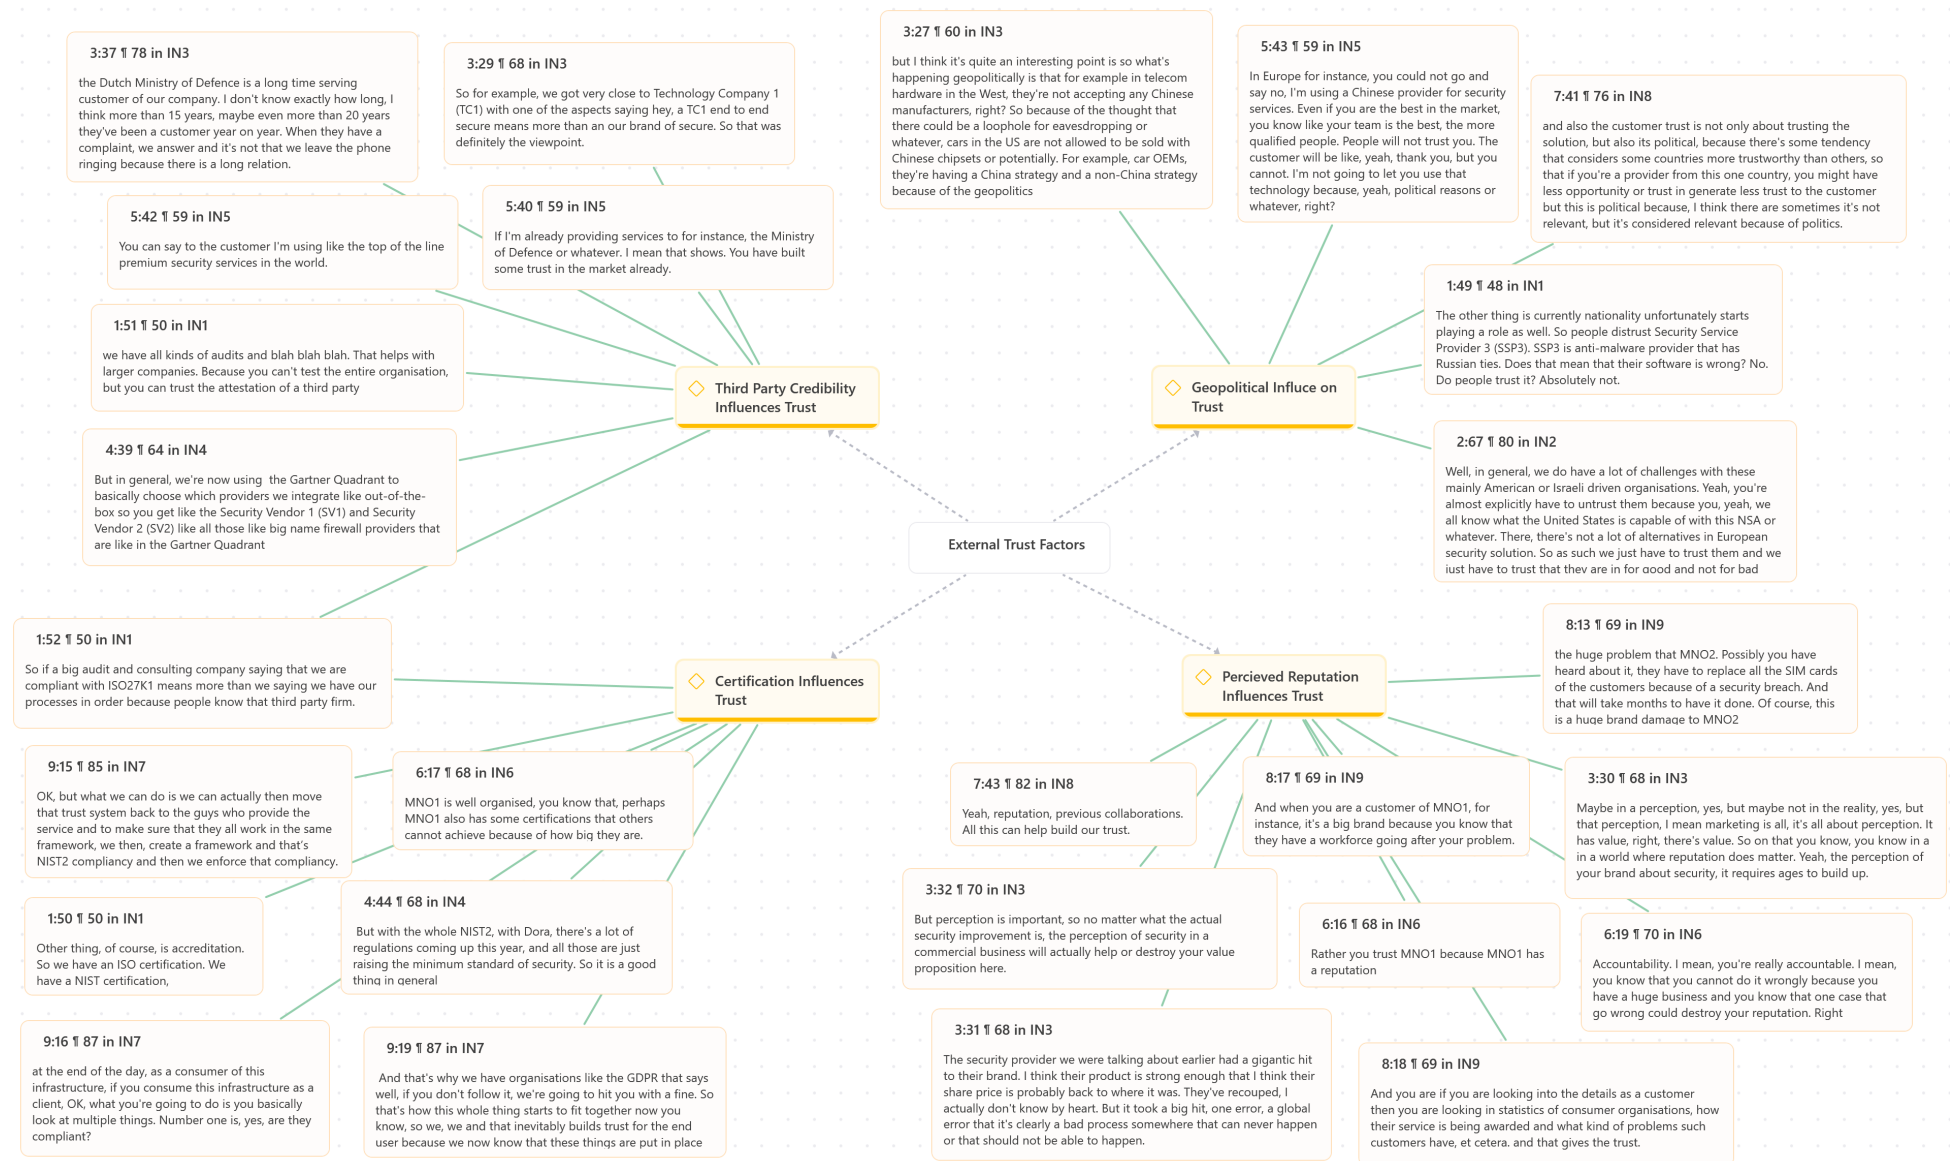 3:37 ¶ 78 in IN3
the Dutch Ministry of Defence is a long time serving
customer of our company. I don't know exactly how long, I
think more than 15 years, maybe even more than 20 years
they've been a customer year on year. When they have a
complaint, we answer and it's not that we leave the phone
ringing because there is a long relation.
3:29 ¶ 68 in IN3
So for example, we got very close to Technology Company 1
(TC1) with one of the aspects saying hey, a TC1 end to end
secure means more than an our brand of secure. So that was
definitely the viewpoint.
5:42 ¶ 59 in IN5
You can say to the customer I'm using like the top of the line
premium security services in the world.
5:40 ¶ 59 in IN5
If I'm already providing services to for instance, the Ministry
of Defence or whatever. I mean that shows. You have built
some trust in the market already.
1:51 ¶ 50 in IN1
we have all kinds of audits and blah blah blah. That helps with
larger companies. Because you can't test the entire organisation,
but you can trust the attestation of a third party
4:39 ¶ 64 in IN4
But in general, we're now using  the Gartner Quadrant to
basically choose which providers we integrate like out-of-the-
box so you get like the Security Vendor 1 (SV1) and Security
Vendor 2 (SV2) like all those like big name firewall providers that
are like in the Gartner Quadrant
Third Party Credibility
Influences Trust
3:27 ¶ 60 in IN3
but I think it's quite an interesting point is so what's
happening geopolitically is that for example in telecom
hardware in the West, they're not accepting any Chinese
manufacturers, right? So because of the thought that
there could be a loophole for eavesdropping or
whatever, cars in the US are not allowed to be sold with
Chinese chipsets or potentially. For example, car OEMs,
they're having a China strategy and a non-China strategy
because of the geopolitics
5:43 ¶ 59 in IN5
In Europe for instance, you could not go and
say no, I'm using a Chinese provider for security
services. Even if you are the best in the market,
you know like your team is the best, the more
qualified people. People will not trust you. The
customer will be like, yeah, thank you, but you
cannot. I'm not going to let you use that
technology because, yeah, political reasons or
whatever, right?
7:41 ¶ 76 in IN8
and also the customer trust is not only about trusting the
solution, but also its political, because there's some tendency
that considers some countries more trustworthy than others, so
that if you're a provider from this one country, you might have
less opportunity or trust in generate less trust to the customer
but this is political because, I think there are sometimes it's not
relevant, but it's considered relevant because of politics.
1:49 ¶ 48 in IN1
The other thing is currently nationality unfortunately starts
playing a role as well. So people distrust Security Service
Provider 3 (SSP3). SSP3 is anti-malware provider that has
Russian ties. Does that mean that their software is wrong? No.
Do people trust it? Absolutely not.
Geopolitical Influce on
Trust
2:67 ¶ 80 in IN2
Well, in general, we do have a lot of challenges with these
mainly American or Israeli driven organisations. Yeah, you're
almost explicitly have to untrust them because you, yeah, we
all know what the United States is capable of with this NSA or
whatever. There, there's not a lot of alternatives in European
security solution. So as such we just have to trust them and we
just have to trust that they are in for good and not for bad
External Trust Factors
1:52 ¶ 50 in IN1
So if a big audit and consulting company saying that we are
compliant with ISO27K1 means more than we saying we have our
processes in order because people know that third party firm.
Certification Influences
Trust
9:15 ¶ 85 in IN7
OK, but what we can do is we can actually then move
that trust system back to the guys who provide the
service and to make sure that they all work in the same
framework, we then, create a framework and that's
NIST2 compliancy and then we enforce that compliancy.
6:17 ¶ 68 in IN6
MNO1 is well organised, you know that, perhaps
MNO1 also has some certifications that others
cannot achieve because of how big they are.
1:50 ¶ 50 in IN1
Other thing, of course, is accreditation.
So we have an ISO certification. We
have a NIST certification,
4:44 ¶ 68 in IN4
But with the whole NIST2, with Dora, there's a lot of
regulations coming up this year, and all those are just
raising the minimum standard of security. So it is a good
thing in general
9:16 ¶ 87 in IN7
at the end of the day, as a consumer of this
infrastructure, if you consume this infrastructure as a
client, OK, what you're going to do is you basically
look at multiple things. Number one is, yes, are they
compliant?
9:19 ¶ 87 in IN7
And that's why we have organisations like the GDPR that says
well, if you don't follow it, we're going to hit you with a fine. So
that's how this whole thing starts to fit together now you
know, so we, we and that inevitably builds trust for the end
user because we now know that these things are put in place
Percieved Reputation
Influences Trust
8:13 ¶ 69 in IN9
the huge problem that MNO2. Possibly you have
heard about it, they have to replace all the SIM cards
of the customers because of a security breach. And
that will take months to have it done. Of course, this
is a huge brand damage to MNO2
7:43 ¶ 82 in IN8
Yeah, reputation, previous collaborations.
All this can help build our trust.
8:17 ¶ 69 in IN9
And when you are a customer of MNO1, for
instance, it's a big brand because you know that
they have a workforce going after your problem.
3:30 ¶ 68 in IN3
Maybe in a perception, yes, but maybe not in the reality, yes, but
that perception, I mean marketing is all, it's all about perception. It
has value, right, there's value. So on that you know, you know in a
in a world where reputation does matter. Yeah, the perception of
your brand about security, it requires ages to build up.
3:32 ¶ 70 in IN3
But perception is important, so no matter what the actual
security improvement is, the perception of security in a
commercial business will actually help or destroy your value
proposition here.
6:16 ¶ 68 in IN6
Rather you trust MNO1 because MNO1 has
a reputation
6:19 ¶ 70 in IN6
Accountability. I mean, you're really accountable. I mean,
you know that you cannot do it wrongly because you
have a huge business and you know that one case that
go wrong could destroy your reputation. Right
3:31 ¶ 68 in IN3
The security provider we were talking about earlier had a gigantic hit
to their brand. I think their product is strong enough that I think their
share price is probably back to where it was. They've recouped, I
actually don't know by heart. But it took a big hit, one error, a global
error that it's clearly a bad process somewhere that can never happen
or that should not be able to happen.
8:18 ¶ 69 in IN9
And you are if you are looking into the details as a customer
then you are looking in statistics of consumer organisations, how
their service is being awarded and what kind of problems such
customers have, et cetera. and that gives the trust.